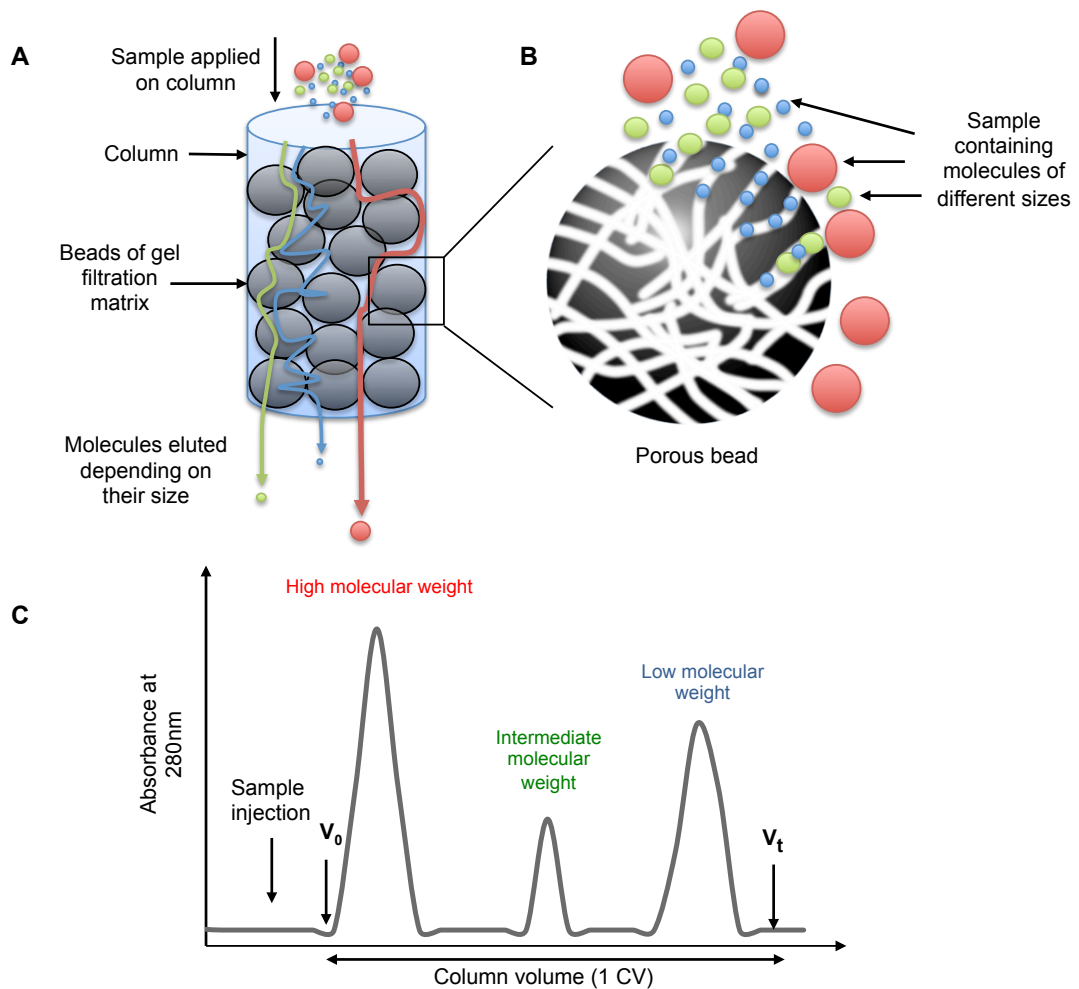 A
Sample applied
on column
Column
Beads of gel
filtration
matrix
Molecules eluted
depending on
their size
B
Sample
containing
molecules of
different sizes
Porous bead
C
High molecular weight
Low molecular
weight
Intermediate
molecular
weight
Absorbance at
280nm
Sample
injection
V₀
Vₜ
Column volume (1 CV)